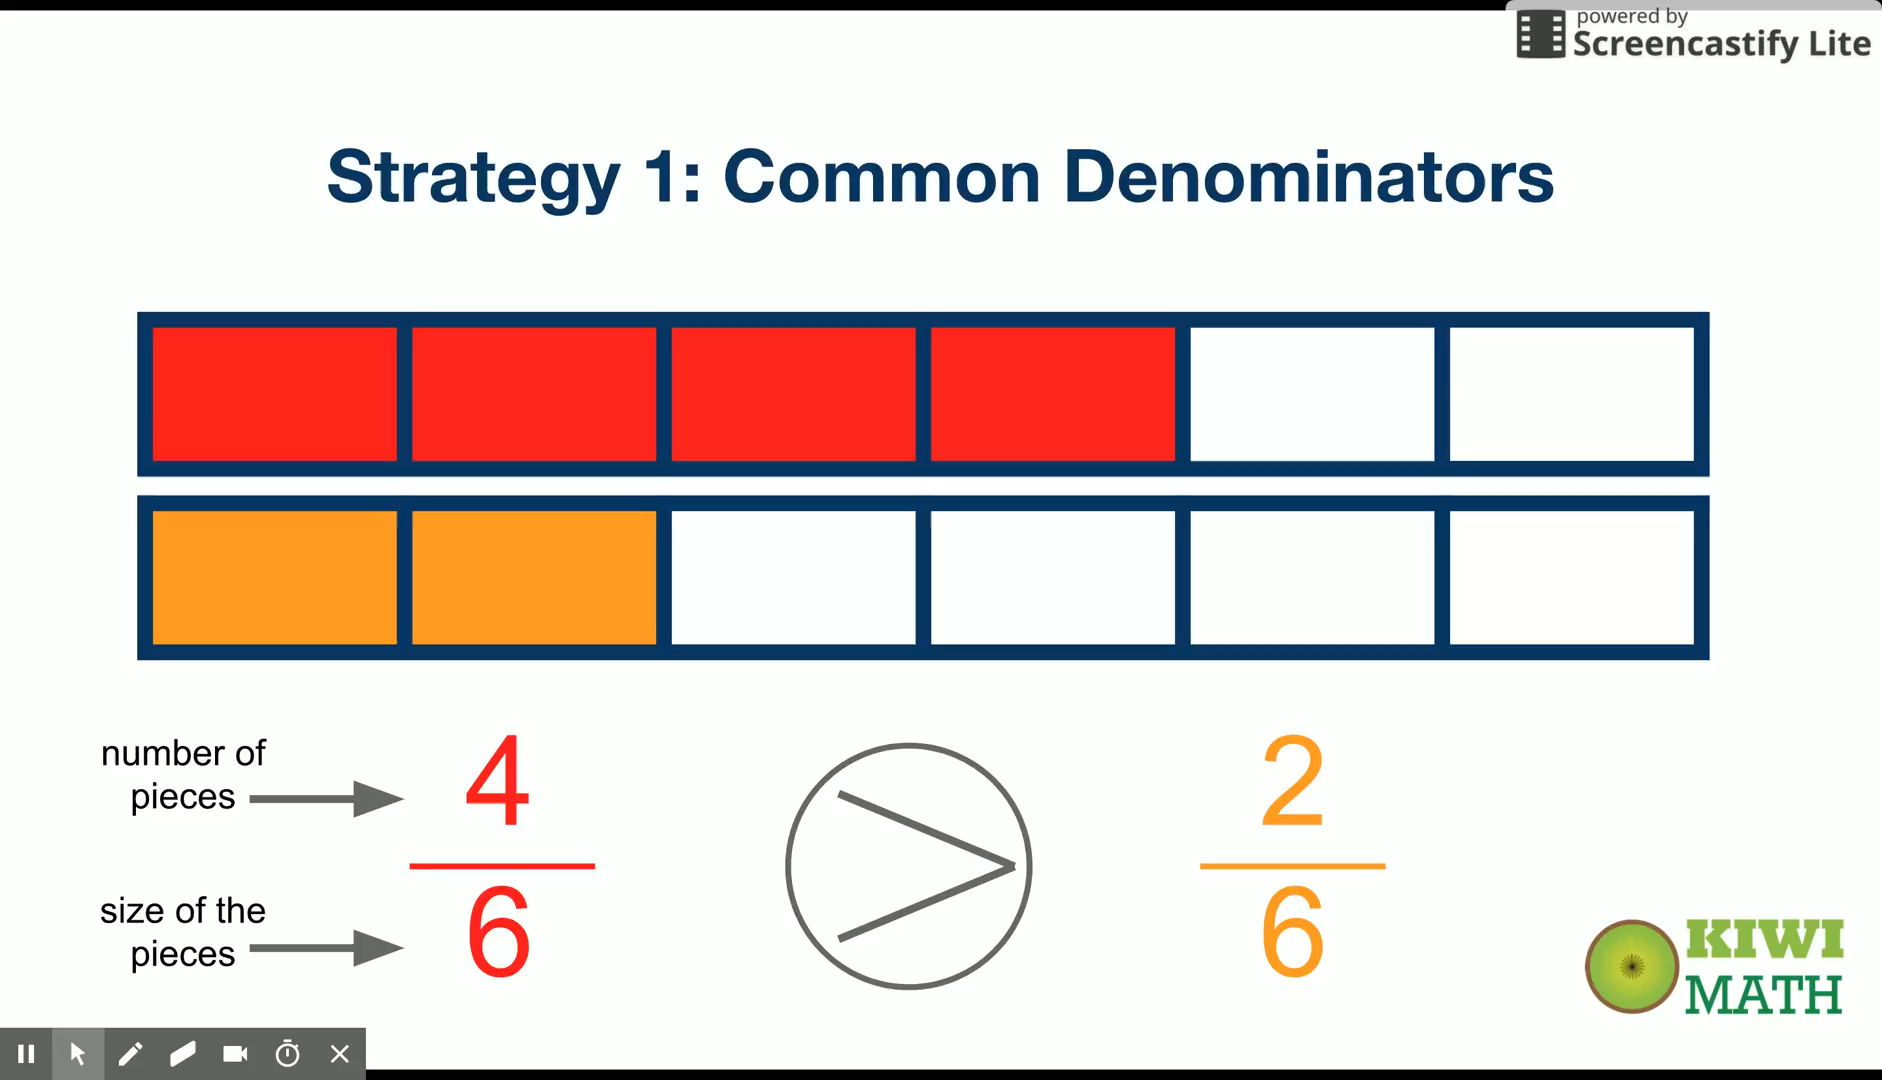 powered by
Screencastify Lite
Strategy 1: Common Denominators
number of
pieces
4
6
>
2
6
size of the
pieces
KIWI
MATH